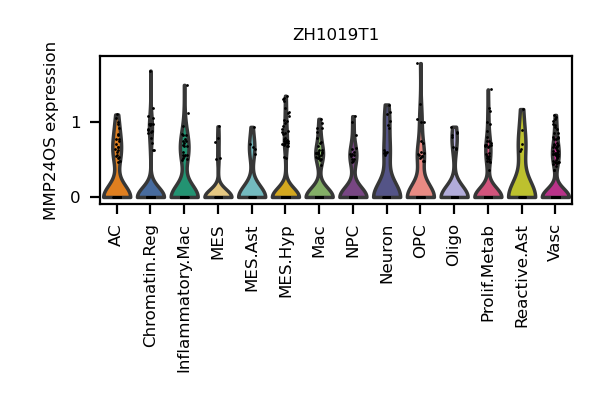 ZH1019T1
MMP24OS expression
1
0
AC
Chromatin.Reg
Inflammatory.Mac
MES
MES.Ast
MES.Hyp
Mac
NPC
Neuron
OPC
Oligo
Prolif.Metab
Reactive.Ast
Vasc